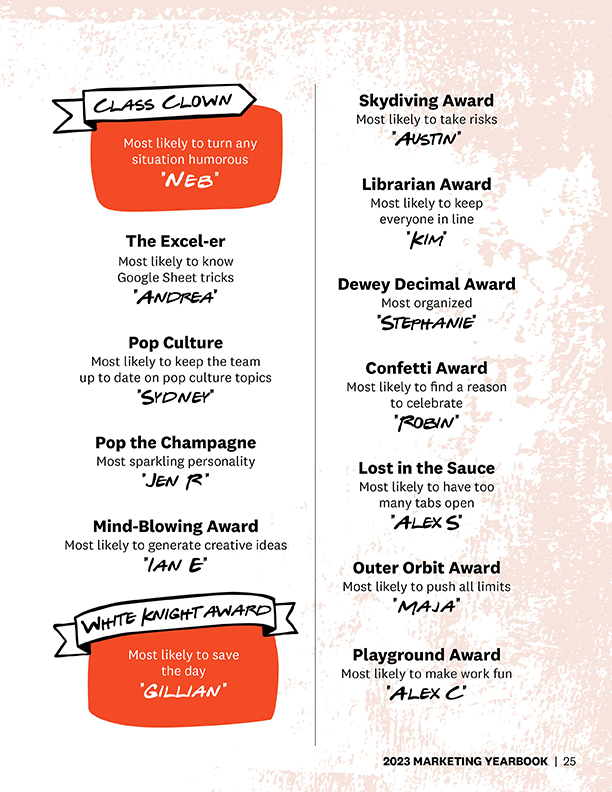 CLASS CLOWN
Most likely to turn any
situation humorous
"NEB"
The Excel-er
Most likely to know
Google Sheet tricks
"ANDREA"
Pop Culture
Most likely to keep the team
up to date on pop culture topics
"SYDNEY"
Pop the Champagne
Most sparkling personality
"JEN R"
Mind-Blowing Award
Most likely to generate creative ideas
"IAN E"
WHITE KNIGHT AWARD
Most likely to save
the day
"GILLIAN"
Skydiving Award
Most likely to take risks
"AUSTIN"
Librarian Award
Most likely to keep
everyone in line
"KIM"
Dewey Decimal Award
Most organized
"STEPHANIE"
Confetti Award
Most likely to find a reason
to celebrate
"ROBIN"
Lost in the Sauce
Most likely to have too
many tabs open
"ALEX S"
Outer Orbit Award
Most likely to push all limits
"MAJA"
Playground Award
Most likely to make work fun
"ALEX C"
2023 MARKETING YEARBOOK | 25